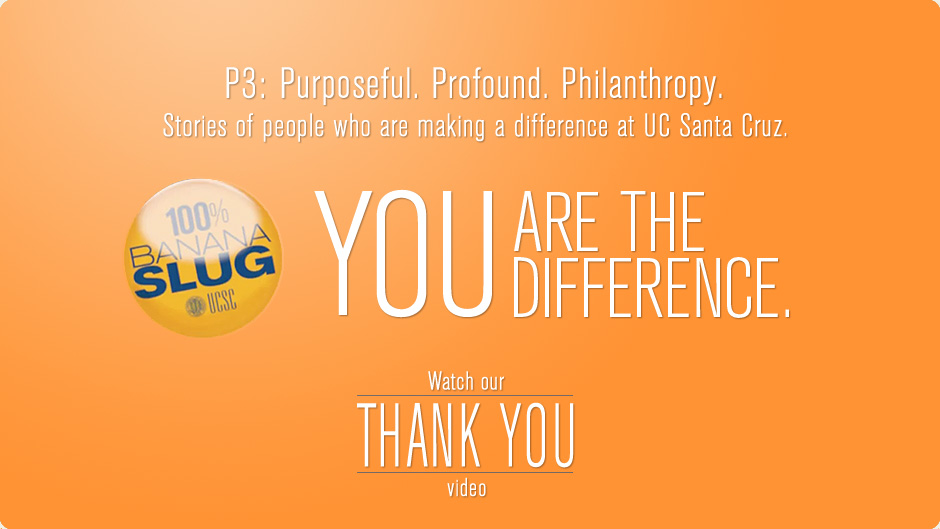 P3: Purposeful. Profound. Philanthropy.
Stories of people who are making a difference at UC Santa Cruz.
100%
BANANA
SLUG
UCSC
YOU ARE THE
DIFFERENCE.
Watch our
THANK YOU
video